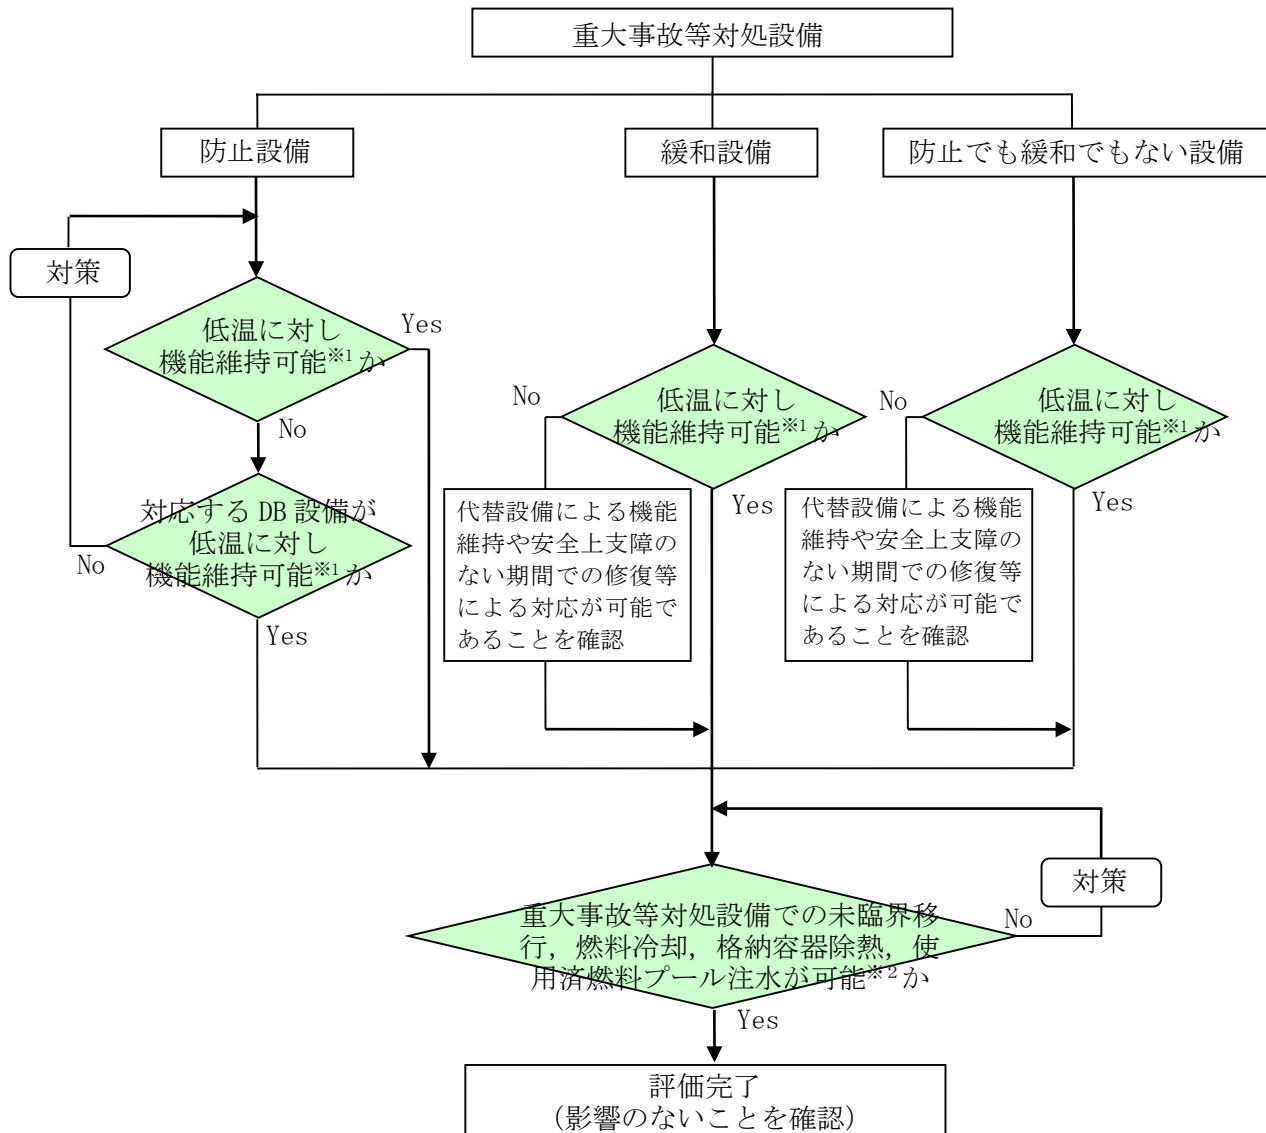 重大事故等対処設備
防止設備
緩和設備
防止でも緩和でもない設備
対策
低温に対し
機能維持可能※1か
Yes
No
対応する DB 設備が
低温に対し
機能維持可能※1か
No
Yes
低温に対し
機能維持可能※1か
No
Yes
代替設備による機能
維持や安全上支障の
ない期間での修復等
による対応が可能で
あることを確認
低温に対し
機能維持可能※1か
No
Yes
代替設備による機能
維持や安全上支障の
ない期間での修復等
による対応が可能で
あることを確認
対策
重大事故等対処設備での未臨界移
行，燃料冷却，格納容器除熱，使
用済燃料プール注水が可能※2か
No
Yes
評価完了
（影響のないことを確認）